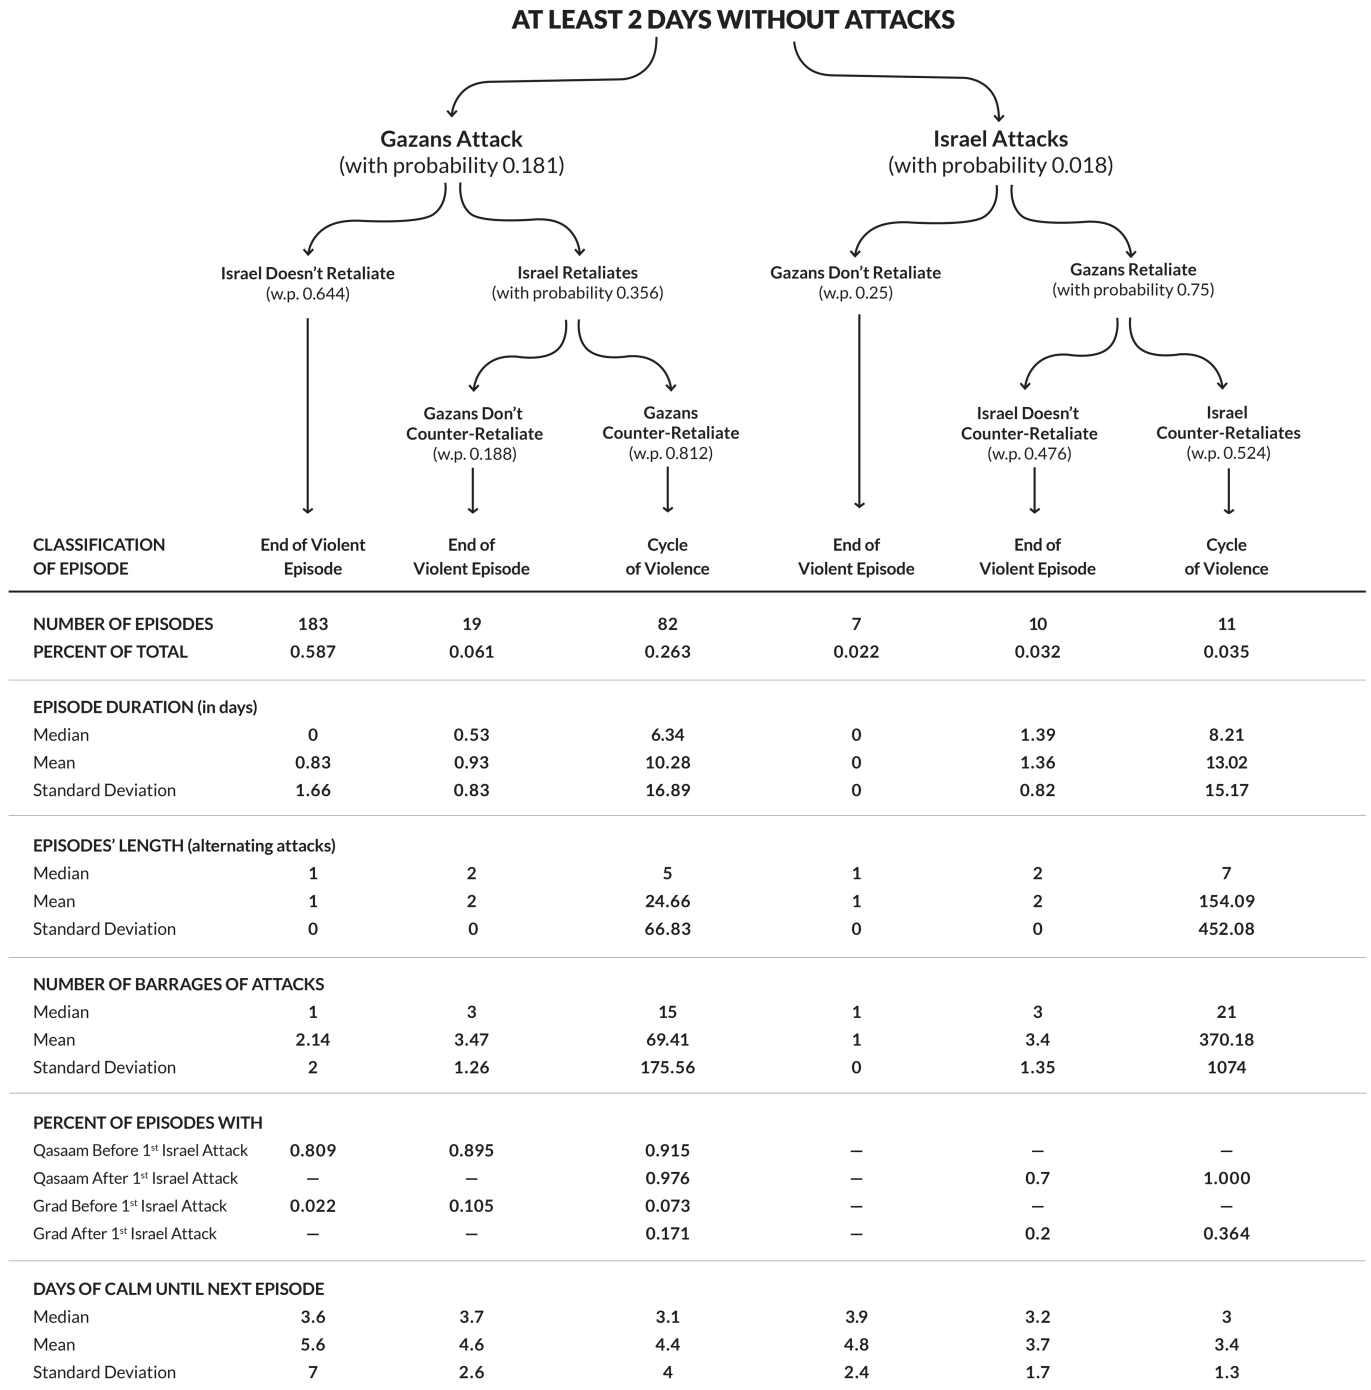 AT LEAST 2 DAYS WITHOUT ATTACKS
Gazans Attack
(with probability 0.181)
Israel Attacks
(with probability 0.018)
Israel Doesn't Retaliate
(w.p. 0.644)
Israel Retaliates
(with probability 0.356)
Gazans Don't Retaliate
(w.p. 0.25)
Gazans Retaliate
(with probability 0.75)
Gazans Don't
Counter-Retaliate
(w.p. 0.188)
Gazans
Counter-Retaliate
(w.p. 0.812)
Israel Doesn't
Counter-Retaliate
(w.p. 0.476)
Israel
Counter-Retaliates
(w.p. 0.524)
CLASSIFICATION End of Violent End of Cycle End of End of Cycle
OF EPISODE Episode Violent Episode of Violence Violent Episode Violent Episode of Violence
NUMBER OF EPISODES 183 19 82 7 10 11
PERCENT OF TOTAL 0.587 0.061 0.263 0.022 0.032 0.035
EPISODE DURATION (in days)
Median 0 0.53 6.34 0 1.39 8.21
Mean 0.83 0.93 10.28 0 1.36 13.02
Standard Deviation 1.66 0.83 16.89 0 0.82 15.17
EPISODES' LENGTH (alternating attacks)
Median 1 2 5 1 2 7
Mean 1 2 24.66 1 2 154.09
Standard Deviation 0 0 66.83 0 0 452.08
NUMBER OF BARRAGES OF ATTACKS
Median 1 3 15 1 3 21
Mean 2.14 3.47 69.41 1 3.4 370.18
Standard Deviation 2 1.26 175.56 0 1.35 1074
PERCENT OF EPISODES WITH
Qasaam Before 1st Israel Attack 0.809 0.895 0.915 – – –
Qasaam After 1st Israel Attack – – 0.976 – 0.7 1.000
Grad Before 1st Israel Attack 0.022 0.105 0.073 – – –
Grad After 1st Israel Attack – – 0.171 – 0.2 0.364
DAYS OF CALM UNTIL NEXT EPISODE
Median 3.6 3.7 3.1 3.9 3.2 3
Mean 5.6 4.6 4.4 4.8 3.7 3.4
Standard Deviation 7 2.6 4 2.4 1.7 1.3